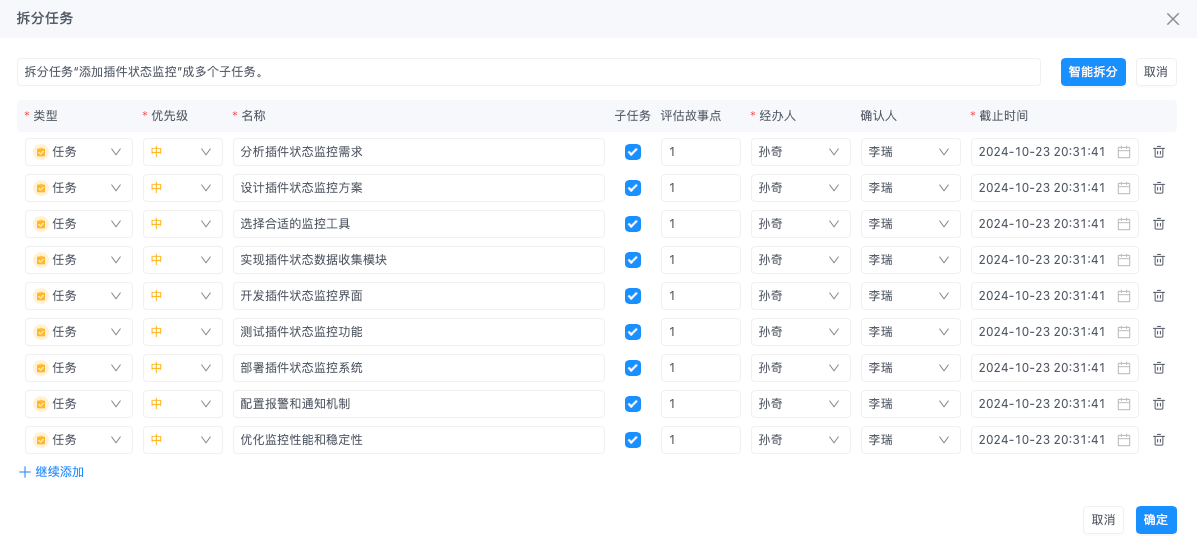 拆分任务
拆分任务“添加插件状态监控”成多个子任务。 智能拆分 取消
* 类型 * 优先级 * 名称 子任务 评估故事点 * 经办人 确认人 * 截止时间
任务 中 分析插件状态监控需求 1 孙奇 李瑞 2024-10-23 20:31:41
任务 中 设计插件状态监控方案 1 孙奇 李瑞 2024-10-23 20:31:41
任务 中 选择合适的监控工具 1 孙奇 李瑞 2024-10-23 20:31:41
任务 中 实现插件状态数据收集模块 1 孙奇 李瑞 2024-10-23 20:31:41
任务 中 开发插件状态监控界面 1 孙奇 李瑞 2024-10-23 20:31:41
任务 中 测试插件状态监控功能 1 孙奇 李瑞 2024-10-23 20:31:41
任务 中 部署插件状态监控系统 1 孙奇 李瑞 2024-10-23 20:31:41
任务 中 配置报警和通知机制 1 孙奇 李瑞 2024-10-23 20:31:41
任务 中 优化监控性能和稳定性 1 孙奇 李瑞 2024-10-23 20:31:41
继续添加
取消 确定